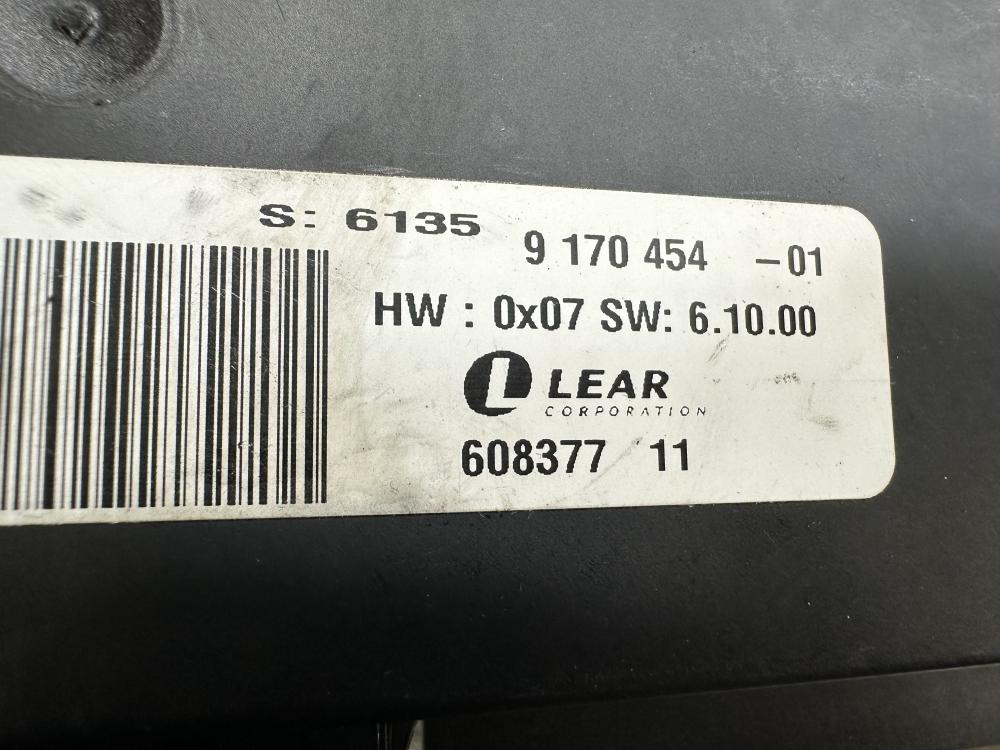 S: 6135
9 170 454 -01
HW : 0x07 SW: 6.10.00
L LEAR
CORPORATION
608377 11